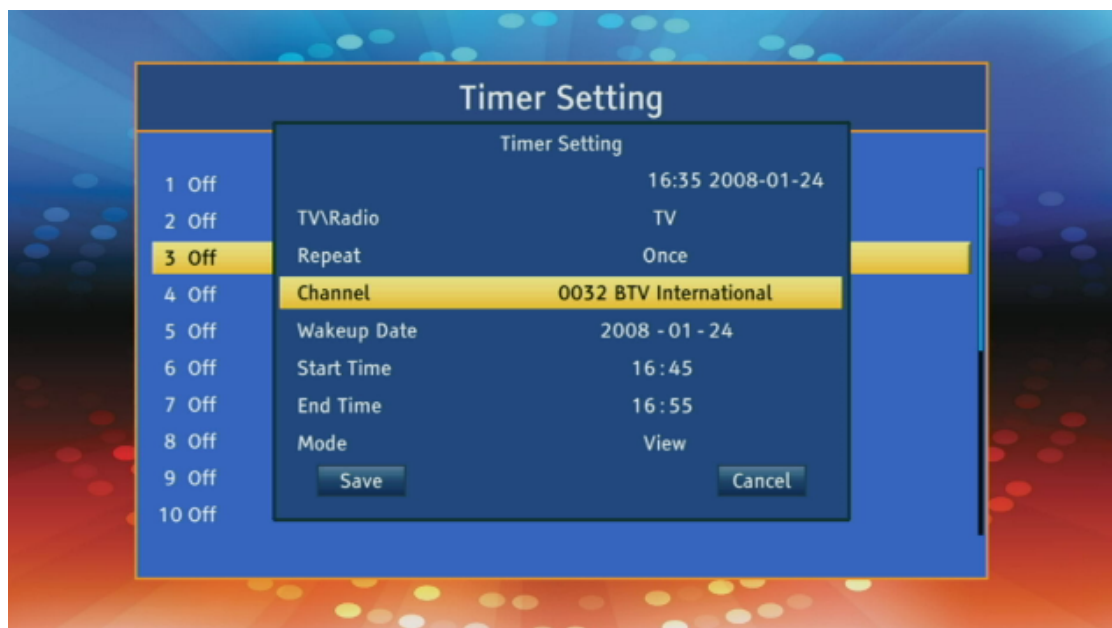 Timer Setting
Timer Setting
16:35 2008-01-24
1 Off
2 Off
3 Off
4 Off
5 Off
6 Off
7 Off
8 Off
9 Off
10 Off
TV\Radio TV
Repeat Once
Channel 0032 BTV International
Wakeup Date 2008 - 01 - 24
Start Time 16 : 45
End Time 16 : 55
Mode View
Save Cancel